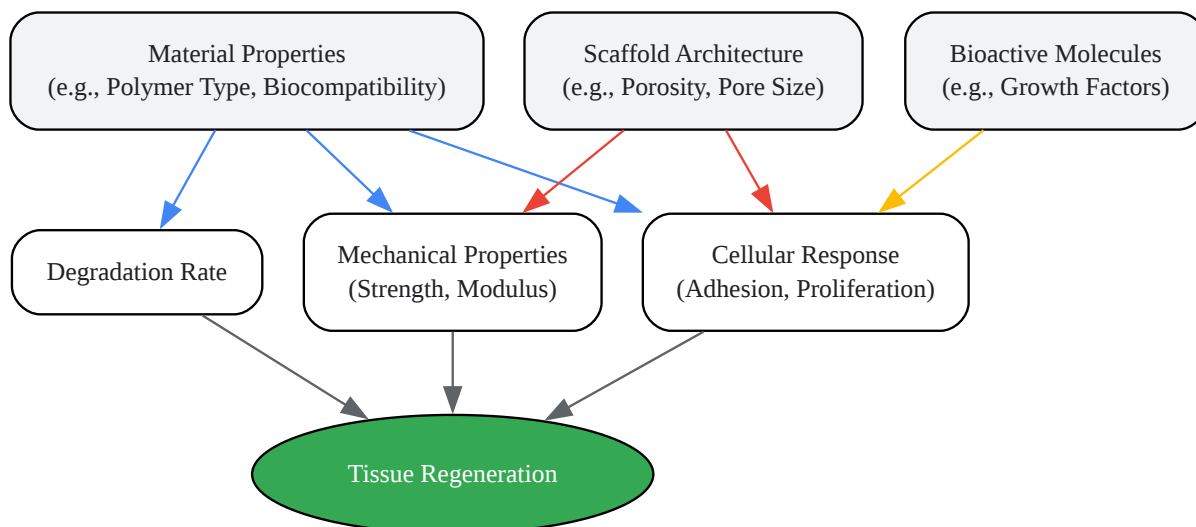 Material Properties
(e.g., Polymer Type, Biocompatibility)
Scaffold Architecture
(e.g., Porosity, Pore Size)
Bioactive Molecules
(e.g., Growth Factors)
Degradation Rate
Mechanical Properties
(Strength, Modulus)
Cellular Response
(Adhesion, Proliferation)
Tissue Regeneration